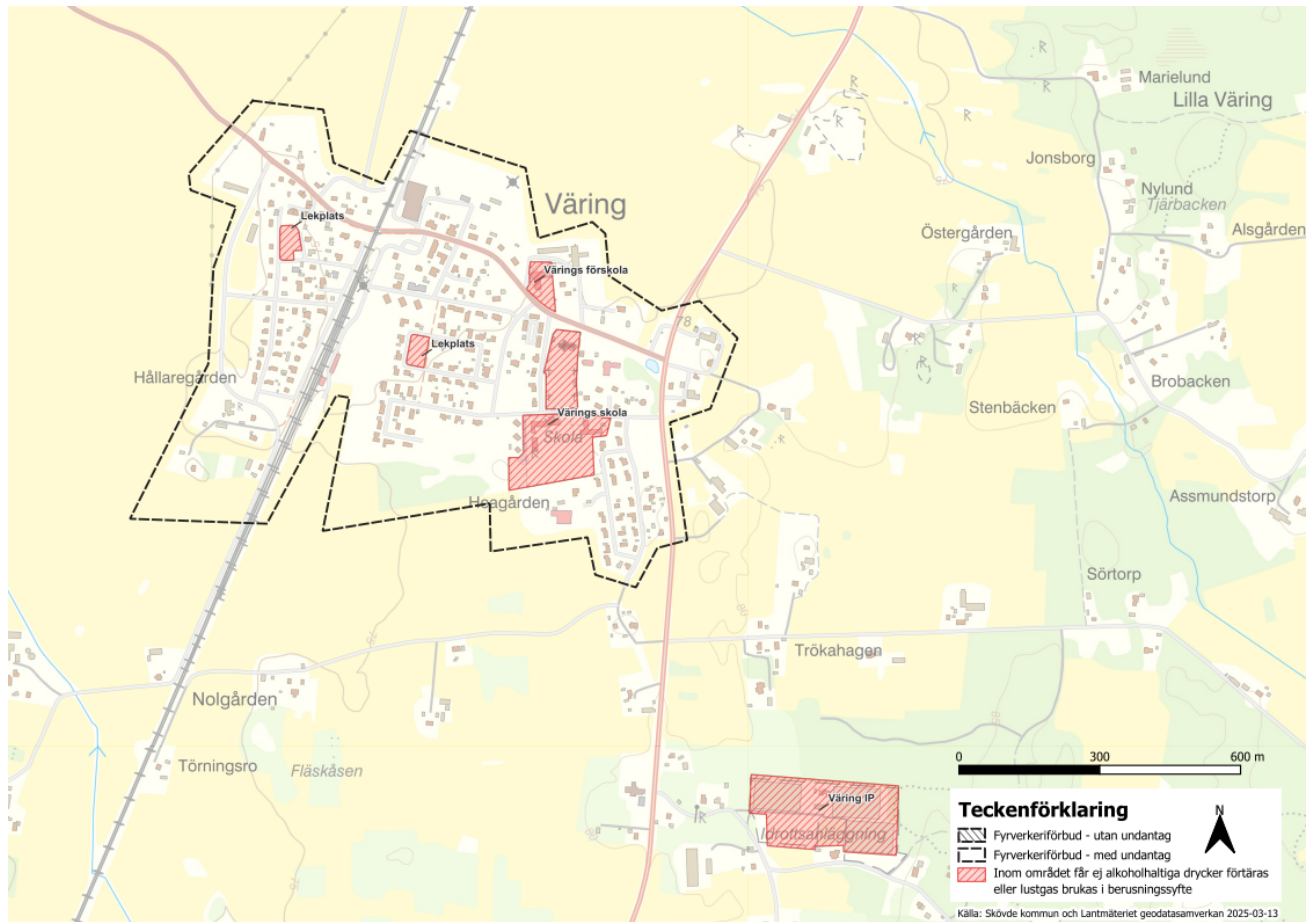 Marielund
Lilla Väring
Jonsborg
Nylund
Tjärbacken
Alsgården
Väring
Östergården
Lekplats
Värings förskola
78
Lekplats
Hållaregården
Brobacken
Stenbäcken
Värings skola
Skola
Assmundstorp
Hoagården
Sörtorp
Trökahagen
Nolgården
Törningsro
Fläskåsen
Väring IP
Idrottsanläggning
0 300 600 m
Teckenförklaring
N
Fyrverkeriförbud - utan undantag
Fyrverkeriförbud - med undantag
Inom området får ej alkoholhaltiga drycker förtäras
eller lustgas brukas i berusningssyfte
Källa: Skövde kommun och Lantmäteriet geodatasamverkan 2025-03-13